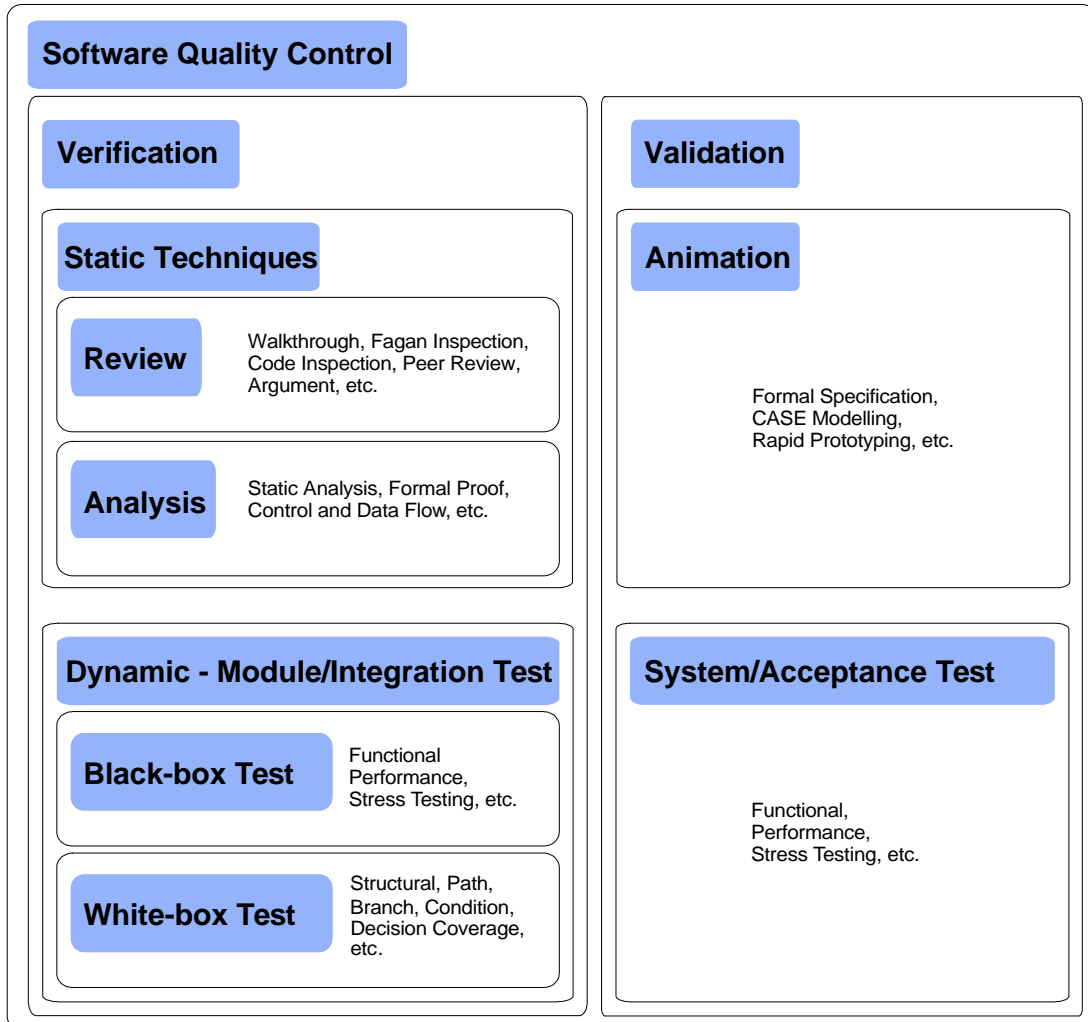 Software Quality Control
Verification
Static Techniques
Review
Walkthrough, Fagan Inspection,
Code Inspection, Peer Review,
Argument, etc.
Analysis
Static Analysis, Formal Proof,
Control and Data Flow, etc.
Dynamic - Module/Integration Test
Black-box Test
Functional
Performance,
Stress Testing, etc.
White-box Test
Structural, Path,
Branch, Condition,
Decision Coverage,
etc.
Validation
Animation
Formal Specification,
CASE Modelling,
Rapid Prototyping, etc.
System/Acceptance Test
Functional,
Performance,
Stress Testing, etc.